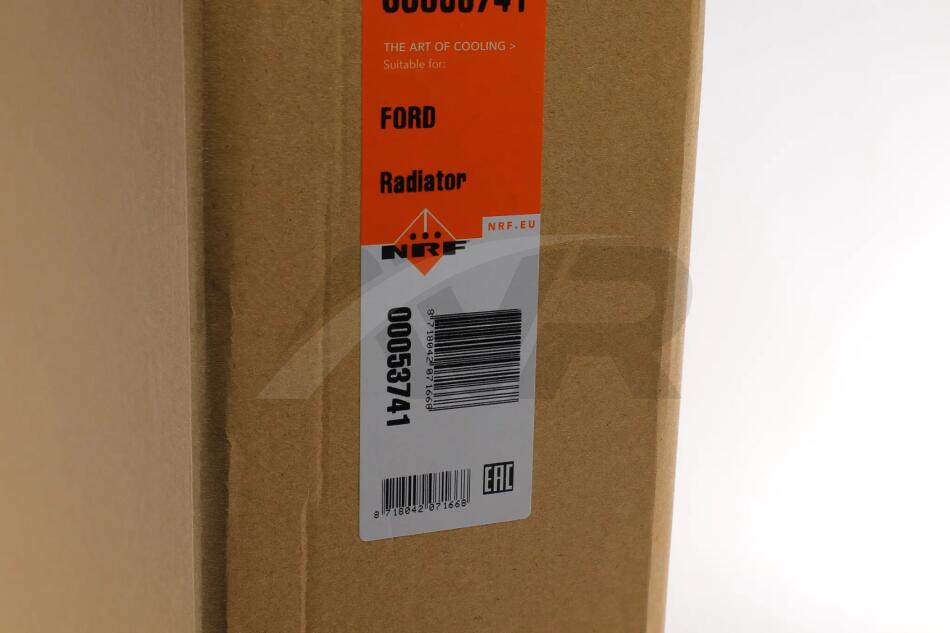 00053741
THE ART OF COOLING >
Suitable for:
FORD
Radiator
NRF.EU
NRF
00053741
8 718042 071668
8 718042 071668
EAC